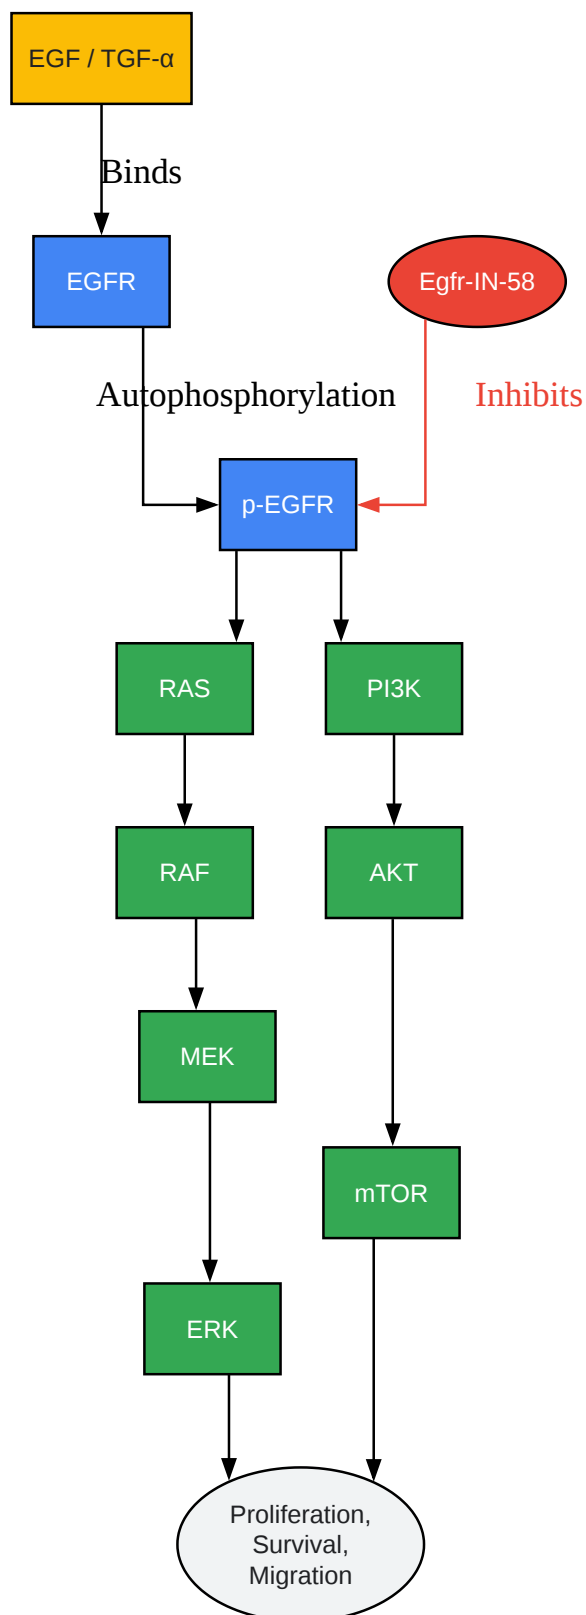 EGF / TGF-α
Binds
EGFR
Egfr-IN-58
Autophosphorylation
Inhibits
p-EGFR
RAS
PI3K
RAF
AKT
MEK
mTOR
ERK
Proliferation,
Survival,
Migration